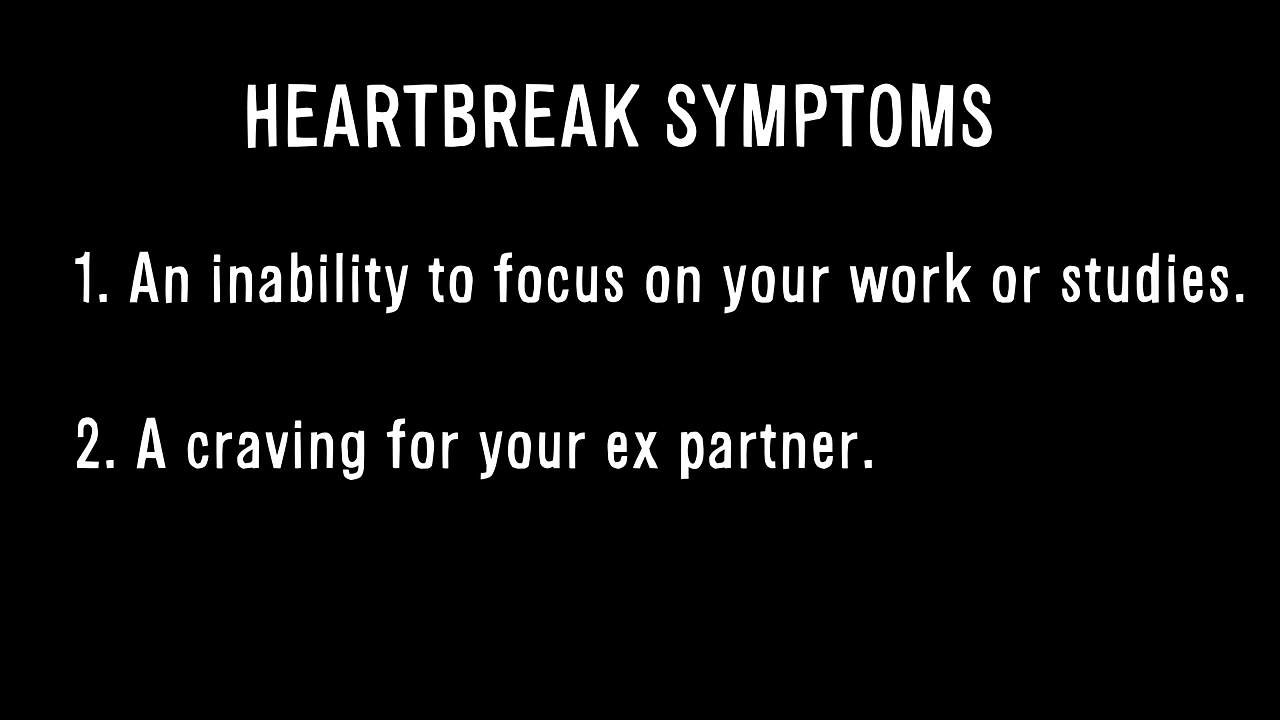 HEARTBREAK SYMPTOMS
1. An inability to focus on your work or studies.
2. A craving for your ex partner.